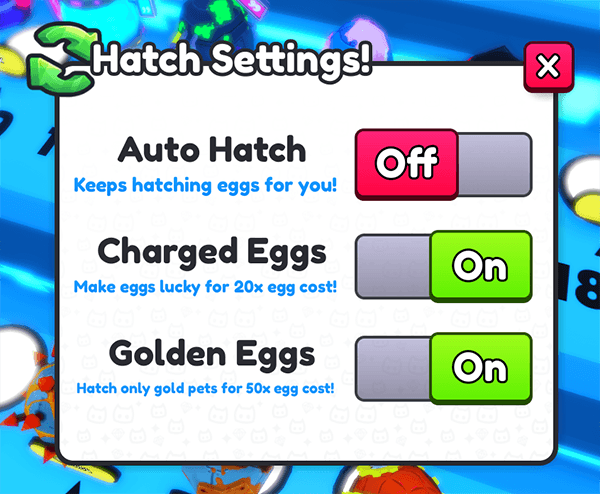 Hatch Settings!
X
Auto Hatch
Keeps hatching eggs for you!
Off
Charged Eggs
Make eggs lucky for 20x egg cost!
On
Golden Eggs
Hatch only gold pets for 50x egg cost!
On